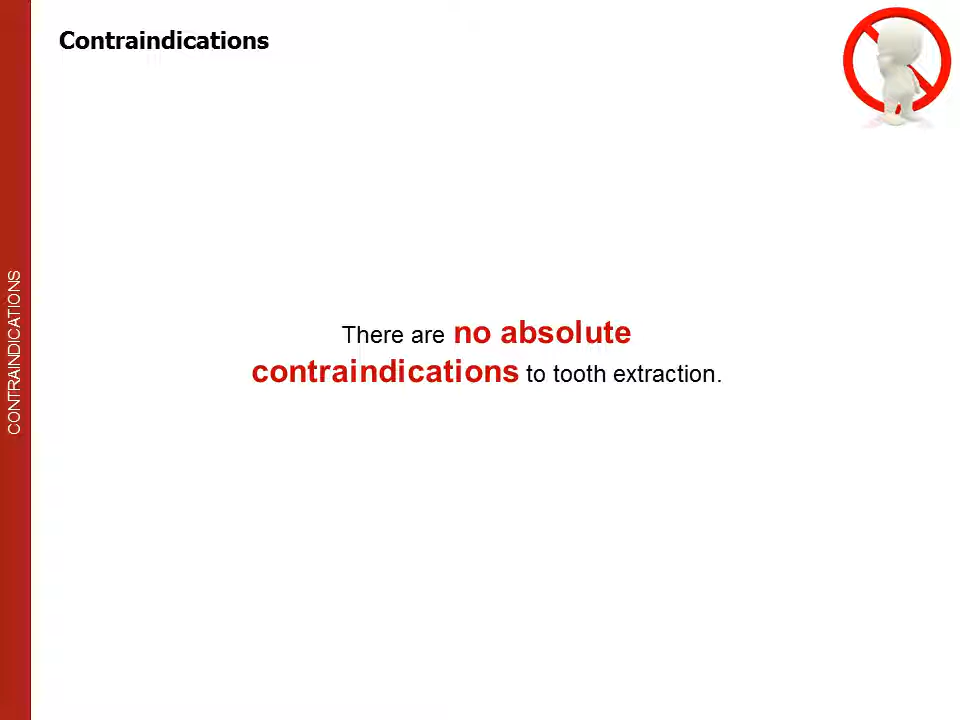 Contraindications
CONTRAINDICATIONS
There are no absolute
contraindications to tooth extraction.